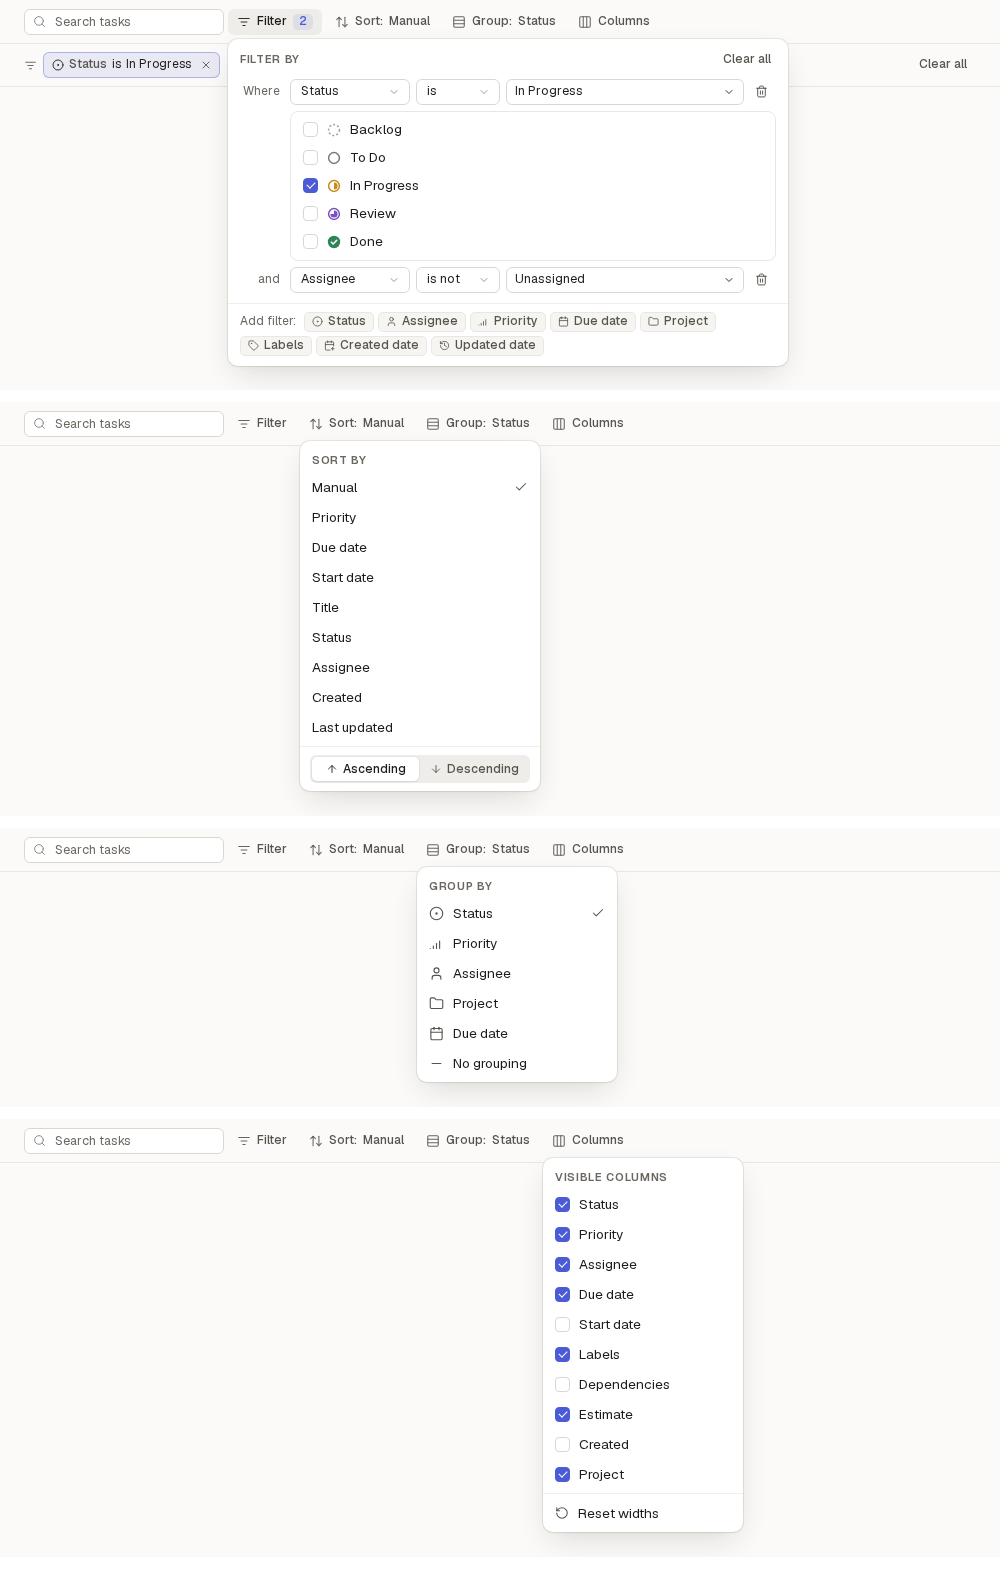 Search tasks Filter 2 Sort: Manual Group: Status Columns
Status is In Progress
FILTER BY Clear all
Clear all
Where Status is In Progress
Backlog
To Do
In Progress
Review
Done
and Assignee is not Unassigned
Add filter: Status Assignee Priority Due date Project
Labels Created date Updated date
Search tasks Filter Sort: Manual Group: Status Columns
SORT BY
Manual
Priority
Due date
Start date
Title
Status
Assignee
Created
Last updated
Ascending Descending
Search tasks Filter Sort: Manual Group: Status Columns
GROUP BY
Status
Priority
Assignee
Project
Due date
No grouping
Search tasks Filter Sort: Manual Group: Status Columns
VISIBLE COLUMNS
Status
Priority
Assignee
Due date
Start date
Labels
Dependencies
Estimate
Created
Project
Reset widths